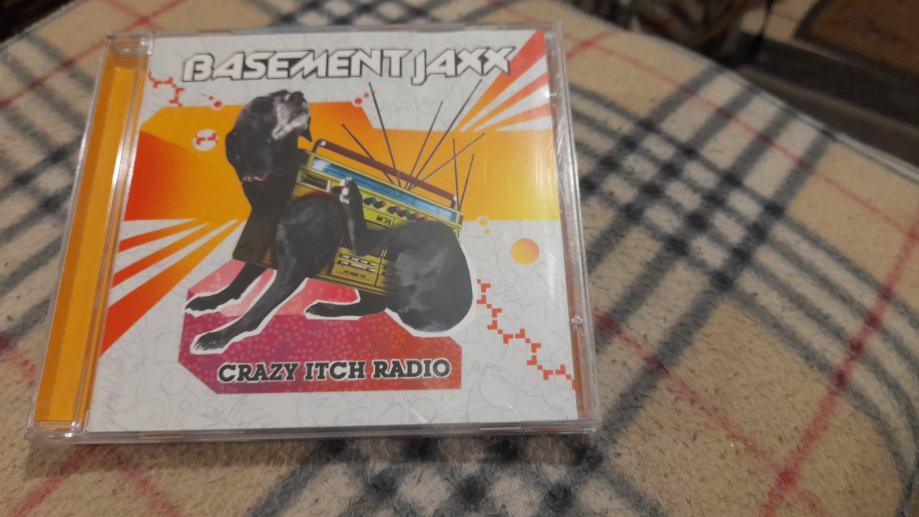 BASEMENT JAXX
CRAZY ITCH RADIO